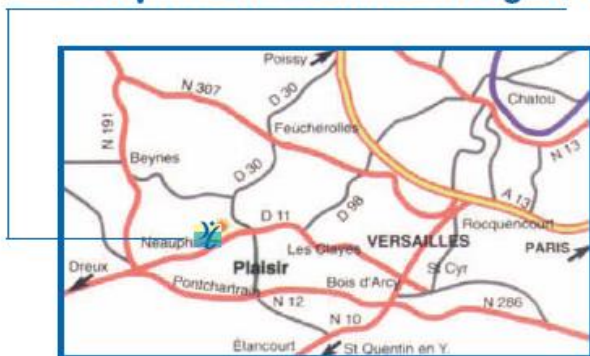 Poissy
N 307
D 30
Chatou
Feucherolles
N 191
N 13
Beynes
D 30
D 98
A 13
D 11
Rocquencourt
Neauph
Les Clayes
VERSAILLES
PARIS
Dreux
Plaisir
St Cyr
Pontchartrain
Bois d'Arcy
N 12
N 286
N 10
Élancourt
St Quentin en Y.